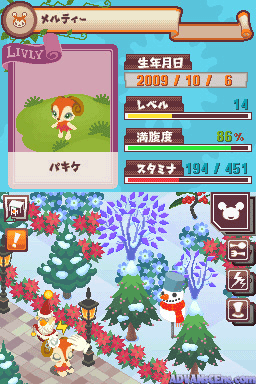 メルティー
LIVLY
パキケ
生年月日
2009 / 10 / 6
レベル 14
満腹度 86%
スタミナ 194 / 451
!
ADVANSCENE.COM